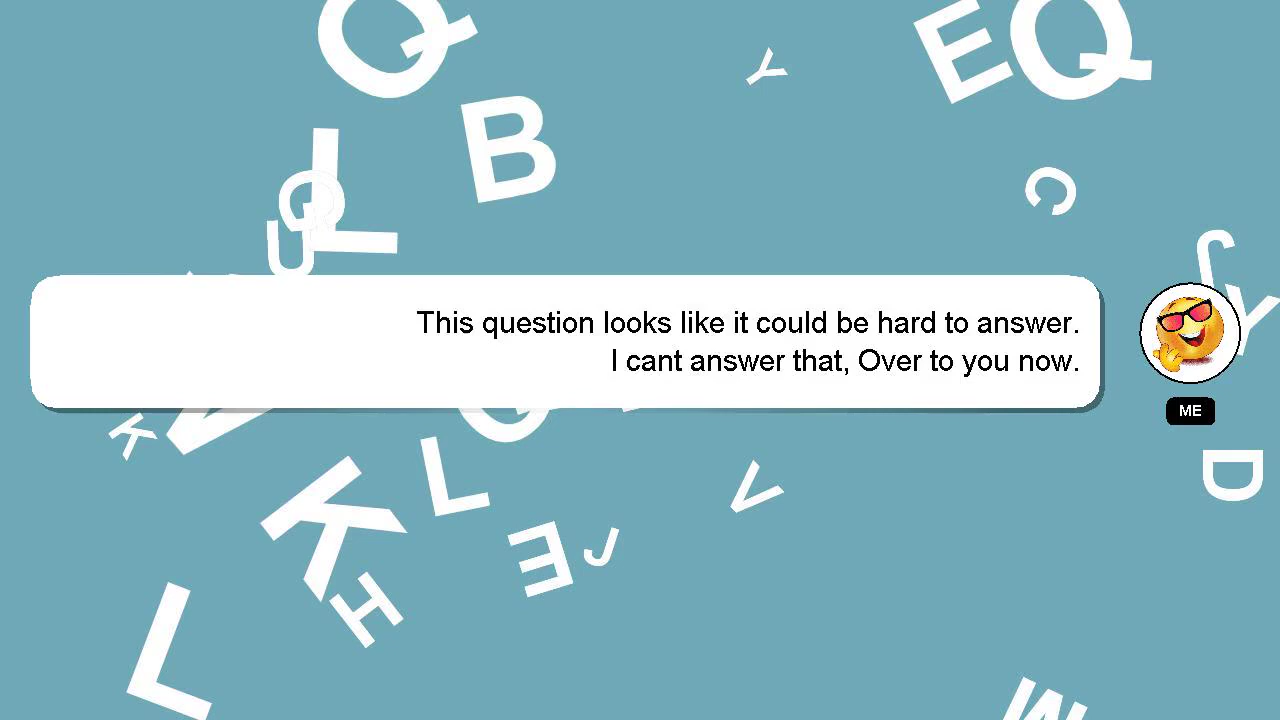 Q
E
Q
Y
B
L
Q
R
U
C
J
Y
This question looks like it could be hard to answer.
I cant answer that, Over to you now.
ME
K
L
V
D
K
E
J
H
L